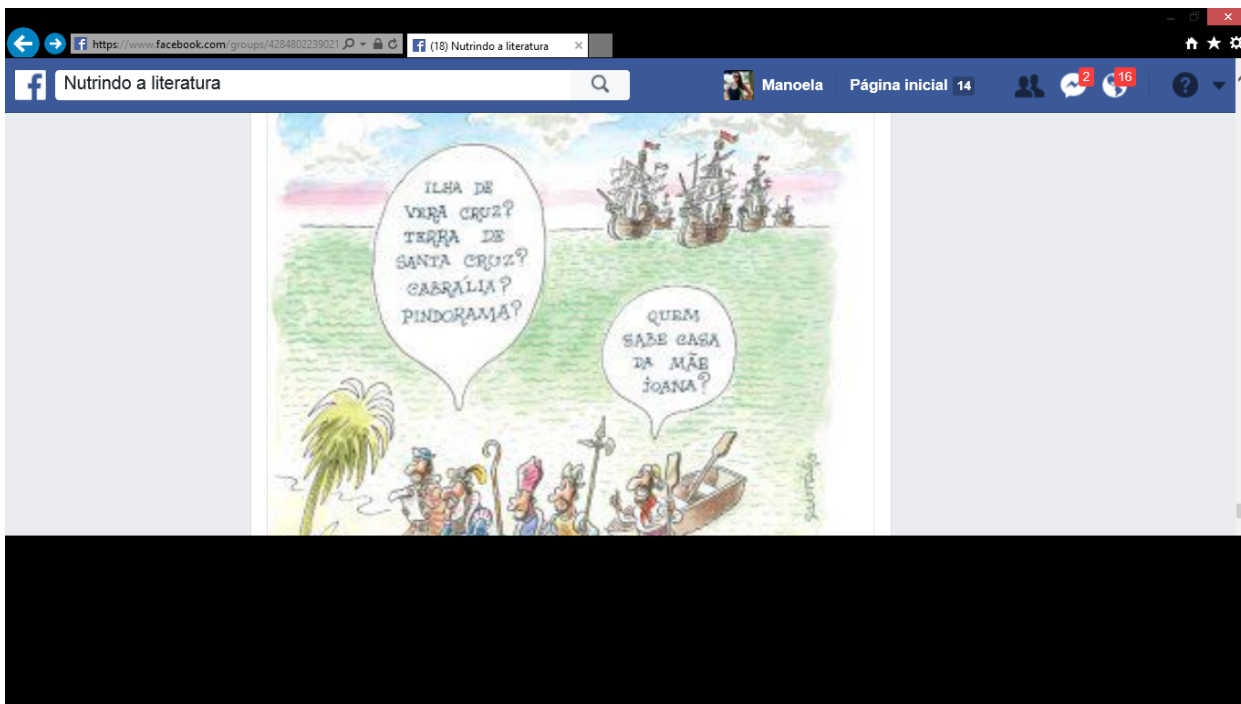 https://www.facebook.com/groups/4284802239021
(18) Nutrindo a literatura
Nutrindo a literatura
Manoela
Página inicial 14
2
16
ILHA DE
VERA CRUZ?
TERRA DE
SANTA CRUZ?
CABRÁLIA?
PINDORAMA?
QUEM
SABE CASA
DA MÃE
JOANA?